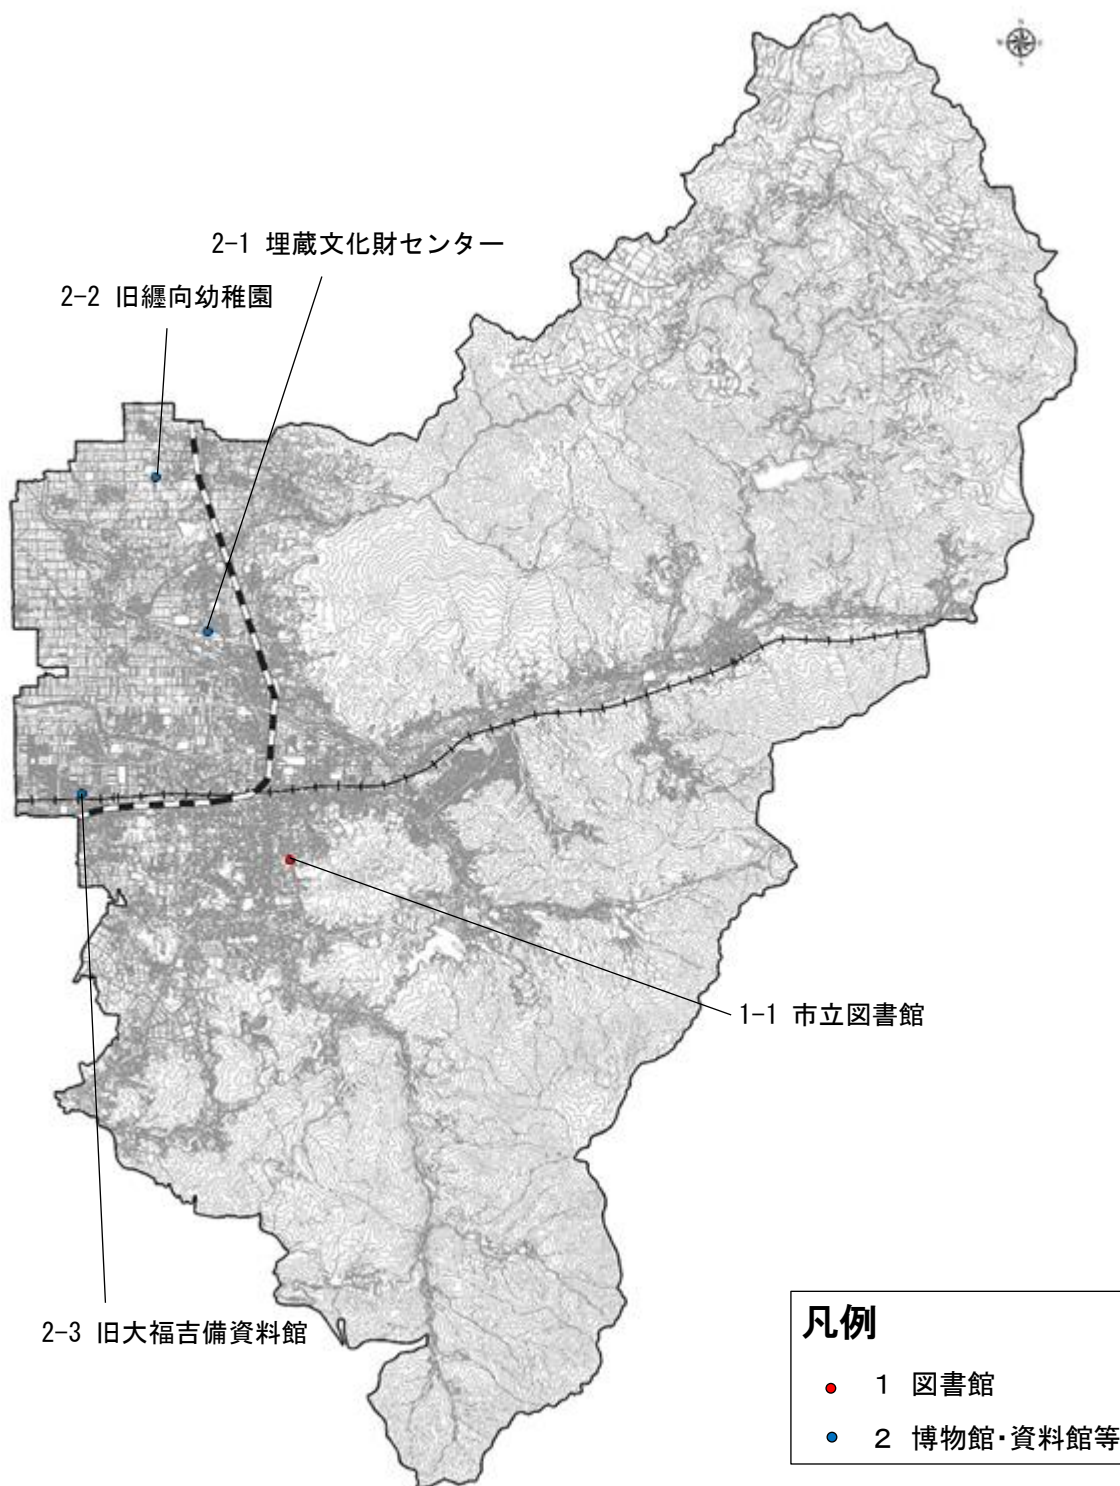 2-1 埋蔵文化財センター
2-2 旧纒向幼稚園
1-1 市立図書館
2-3 旧大福吉備資料館
凡例
1 図書館
2 博物館・資料館等